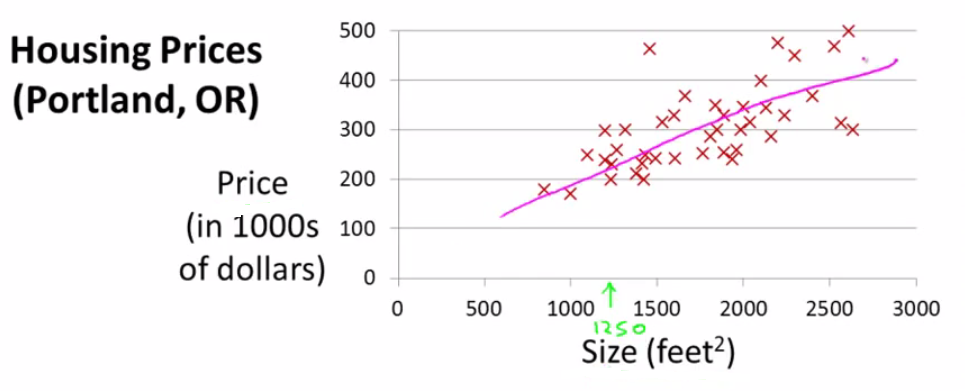 Housing Prices
(Portland, OR)
Price
(in 1000s
of dollars)
500
400
300
200
100
0
0 500 1000 1500 2000 2500 3000
1250
Size (feet²)